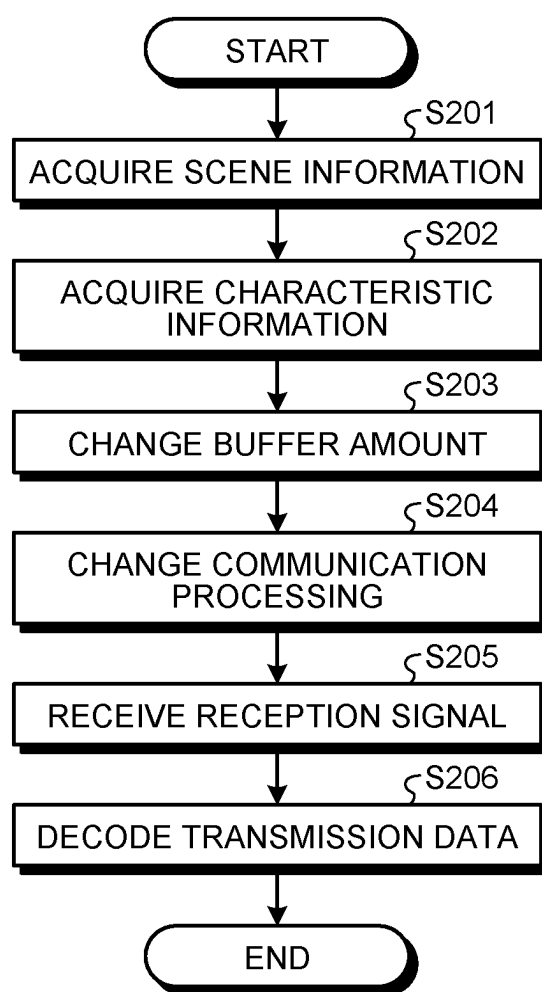 START
S201
ACQUIRE SCENE INFORMATION
S202
ACQUIRE CHARACTERISTIC
INFORMATION
S203
CHANGE BUFFER AMOUNT
S204
CHANGE COMMUNICATION
PROCESSING
S205
RECEIVE RECEPTION SIGNAL
S206
DECODE TRANSMISSION DATA
END